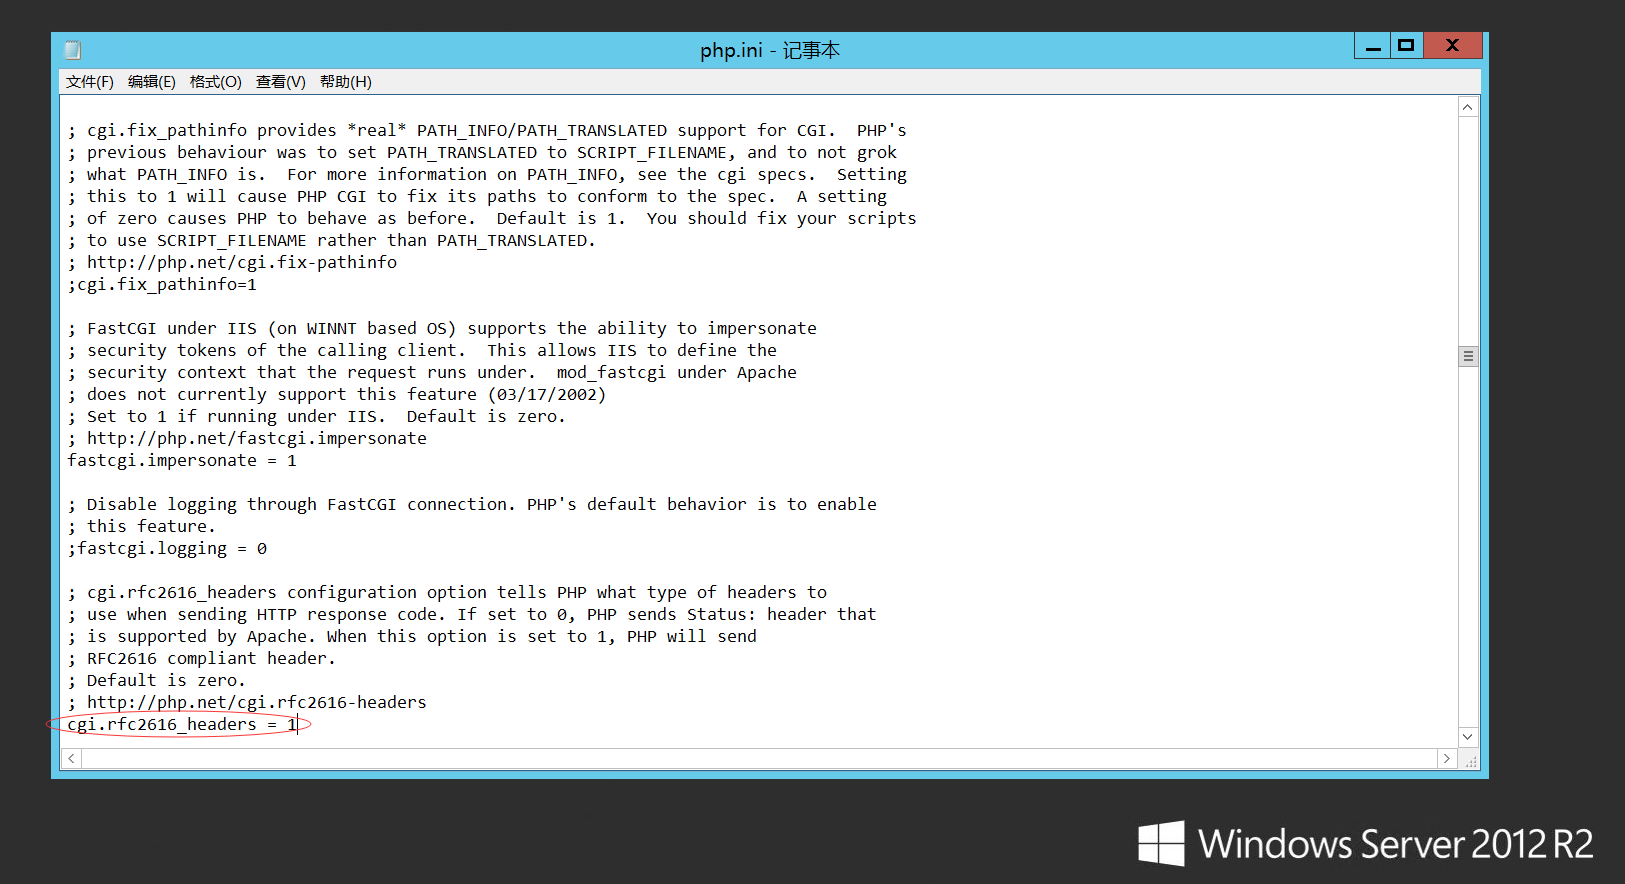 php.ini - 记事本
文件(F) 编辑(E) 格式(O) 查看(V) 帮助(H)
; cgi.fix_pathinfo provides *real* PATH_INFO/PATH_TRANSLATED support for CGI.  PHP's
; previous behaviour was to set PATH_TRANSLATED to SCRIPT_FILENAME, and to not grok
; what PATH_INFO is.  For more information on PATH_INFO, see the cgi specs.  Setting
; this to 1 will cause PHP CGI to fix its paths to conform to the spec.  A setting
; of zero causes PHP to behave as before.  Default is 1.  You should fix your scripts
; to use SCRIPT_FILENAME rather than PATH_TRANSLATED.
; http://php.net/cgi.fix-pathinfo
;cgi.fix_pathinfo=1
; FastCGI under IIS (on WINNT based OS) supports the ability to impersonate
; security tokens of the calling client.  This allows IIS to define the
; security context that the request runs under.  mod_fastcgi under Apache
; does not currently support this feature (03/17/2002)
; Set to 1 if running under IIS.  Default is zero.
; http://php.net/fastcgi.impersonate
fastcgi.impersonate = 1
; Disable logging through FastCGI connection. PHP's default behavior is to enable
; this feature.
;fastcgi.logging = 0
; cgi.rfc2616_headers configuration option tells PHP what type of headers to
; use when sending HTTP response code. If set to 0, PHP sends Status: header that
; is supported by Apache. When this option is set to 1, PHP will send
; RFC2616 compliant header.
; Default is zero.
; http://php.net/cgi.rfc2616-headers
cgi.rfc2616_headers = 1
Windows Server 2012 R2